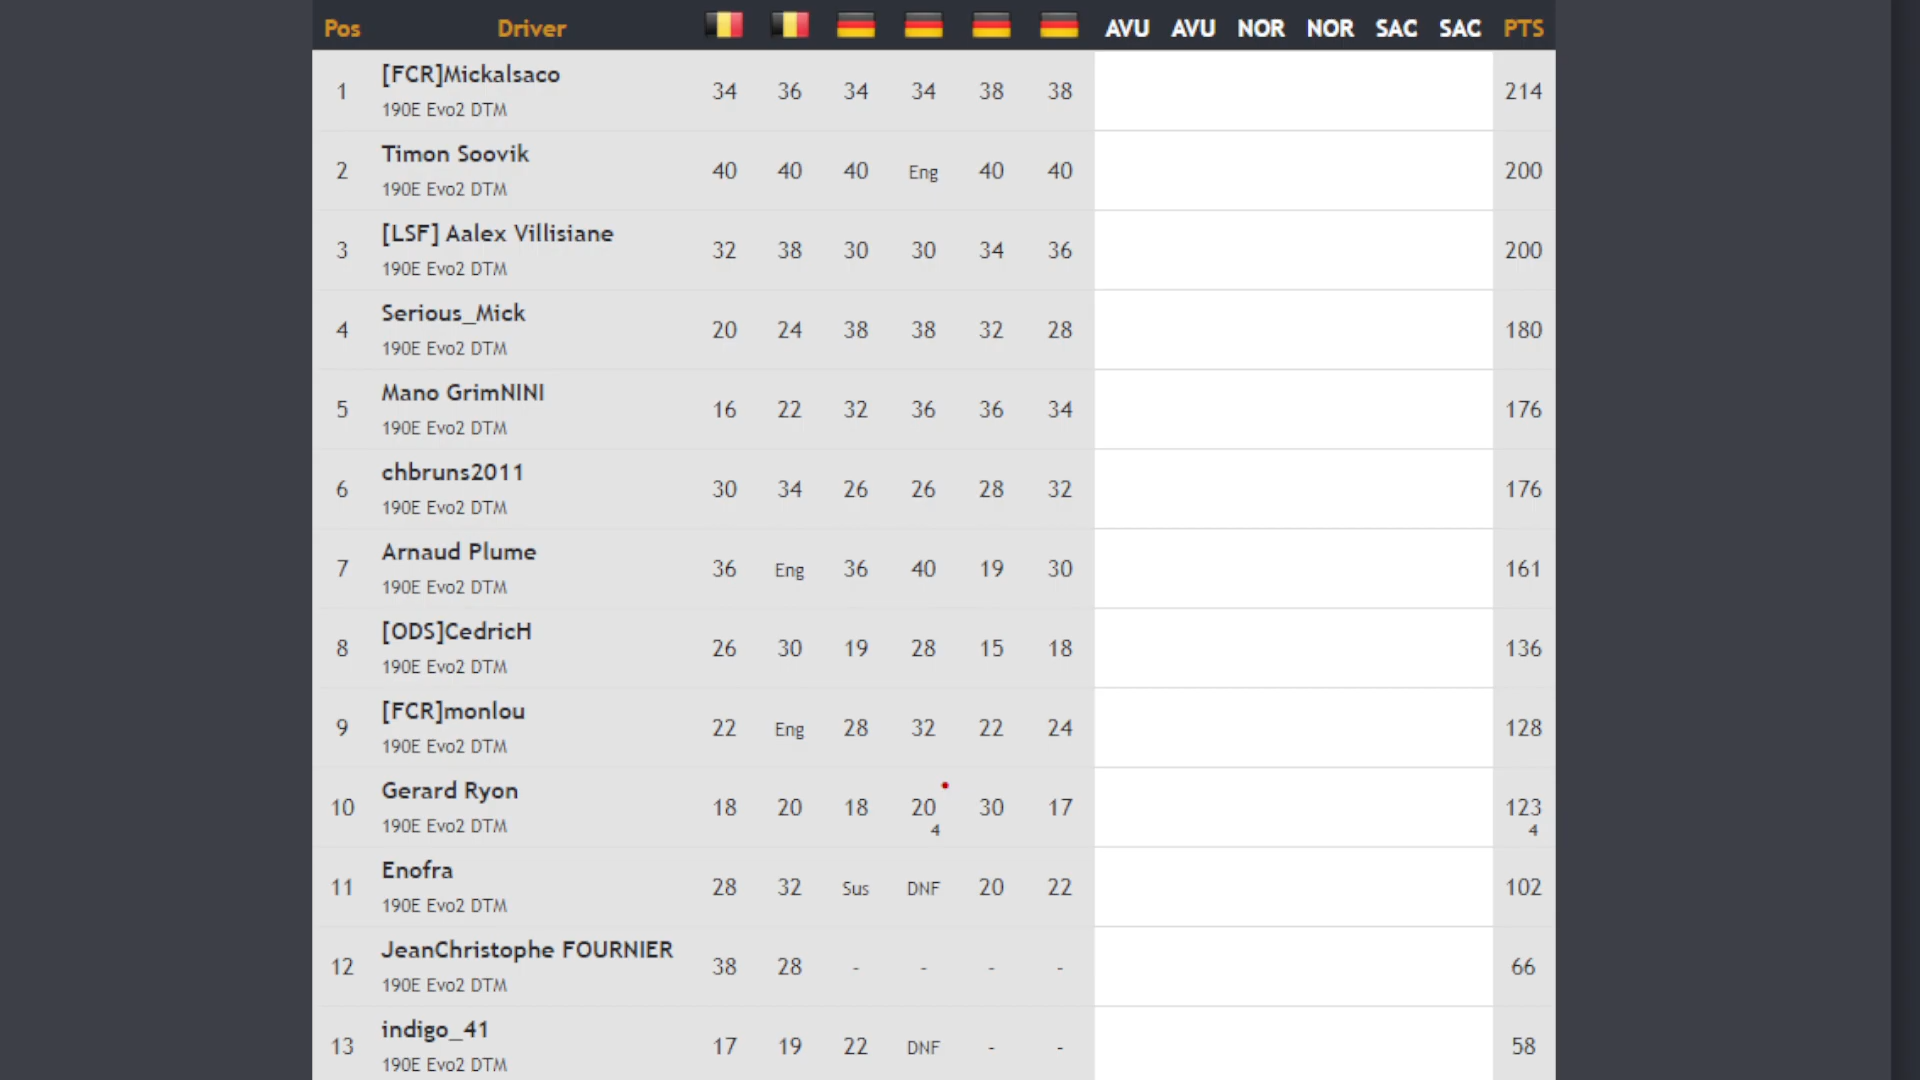 Pos Driver AVU AVU NOR NOR SAC SAC PTS
[FCR]Mickalsaco
1 34 36 34 34 38 38 214
190E Evo2 DTM
Timon Soovik
2 40 40 40 Eng 40 40 200
190E Evo2 DTM
[LSF] Aalex Villisiane
3 32 38 30 30 34 36 200
190E Evo2 DTM
Serious_Mick
4 20 24 38 38 32 28 180
190E Evo2 DTM
Mano GrimNINI
5 16 22 32 36 36 34 176
190E Evo2 DTM
chbruns2011
6 30 34 26 26 28 32 176
190E Evo2 DTM
Arnaud Plume
7 36 Eng 36 40 19 30 161
190E Evo2 DTM
[ODS]CedricH
8 26 30 19 28 15 18 136
190E Evo2 DTM
[FCR]monlou
9 22 Eng 28 32 22 24 128
190E Evo2 DTM
Gerard Ryon
10 18 20 18 20 30 17 123
190E Evo2 DTM 4 4
Enofra
11 28 32 Sus DNF 20 22 102
190E Evo2 DTM
JeanChristophe FOURNIER
12 38 28 - - - - 66
190E Evo2 DTM
indigo_41
13 17 19 22 DNF - - 58
190E Evo2 DTM